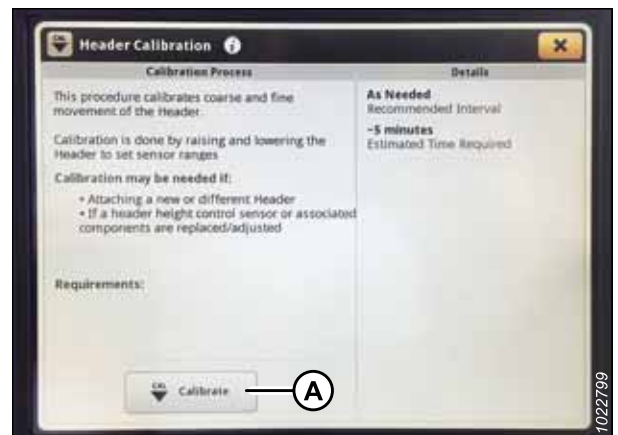 Header Calibration
Calibration Process
This procedure calibrates coarse and fine
movement of the Header.
Calibration is done by raising and lowering the
Header to set sensor ranges
Calibration may be needed if:
• Attaching a new or different Header
• If a header height control sensor or associated
components are replaced/adjusted
Requirements:
CAL
Calibrate
A
Details
As Needed
Recommended Interval
~5 minutes
Estimated Time Required
1022799